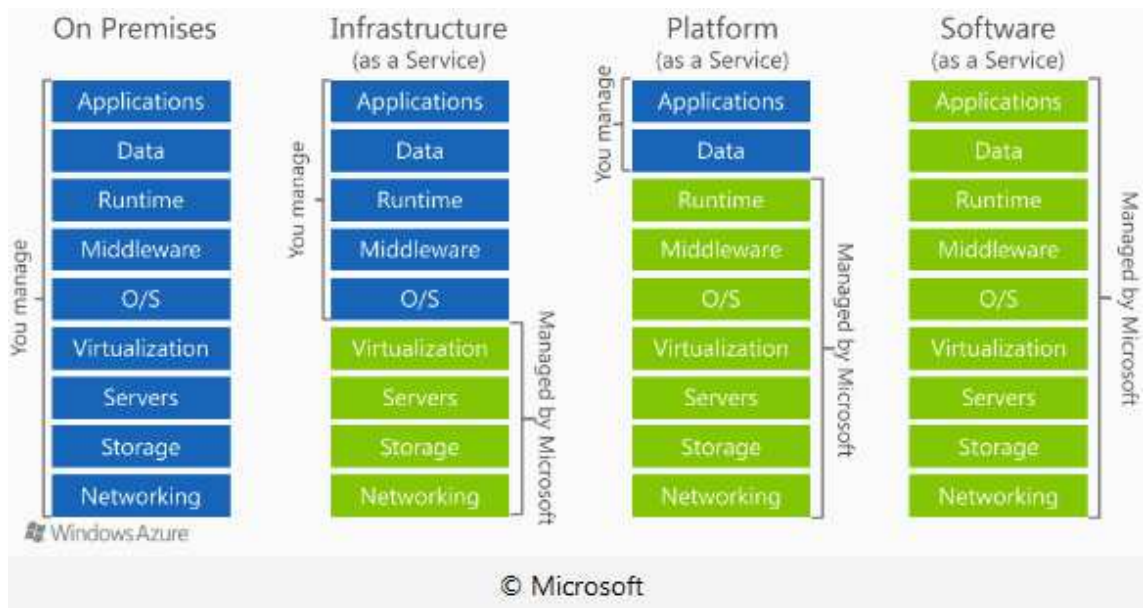 On Premises
You manage
Applications
Data
Runtime
Middleware
O/S
Virtualization
Servers
Storage
Networking
Windows Azure
Infrastructure
(as a Service)
You manage
Applications
Data
Runtime
Middleware
O/S
Virtualization
Servers
Storage
Networking
Managed by Microsoft
Platform
(as a Service)
You manage
Applications
Data
Runtime
Middleware
O/S
Virtualization
Servers
Storage
Networking
Managed by Microsoft
Software
(as a Service)
Applications
Data
Runtime
Middleware
O/S
Virtualization
Servers
Storage
Networking
Managed by Microsoft
© Microsoft